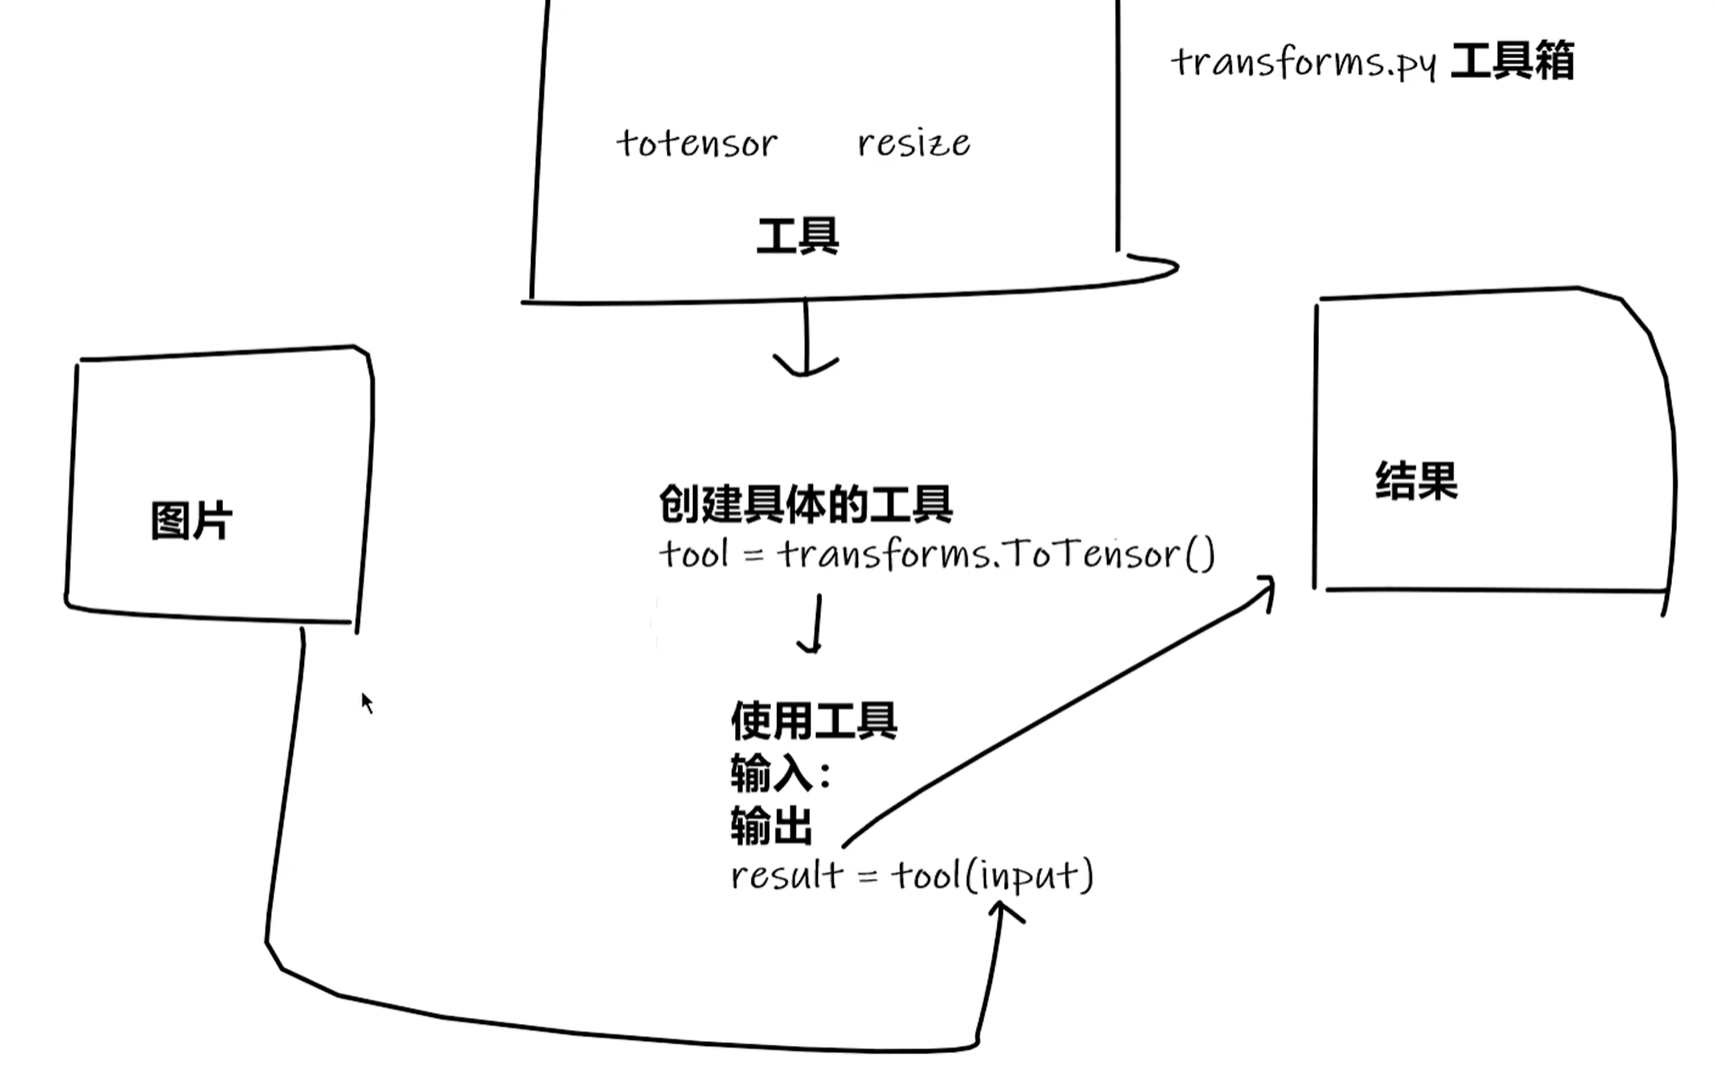 transforms.py 工具箱
totensor resize
工具
图片
创建具体的工具
tool = transforms.ToTensor()
结果
使用工具
输入：
输出
result = tool(input)